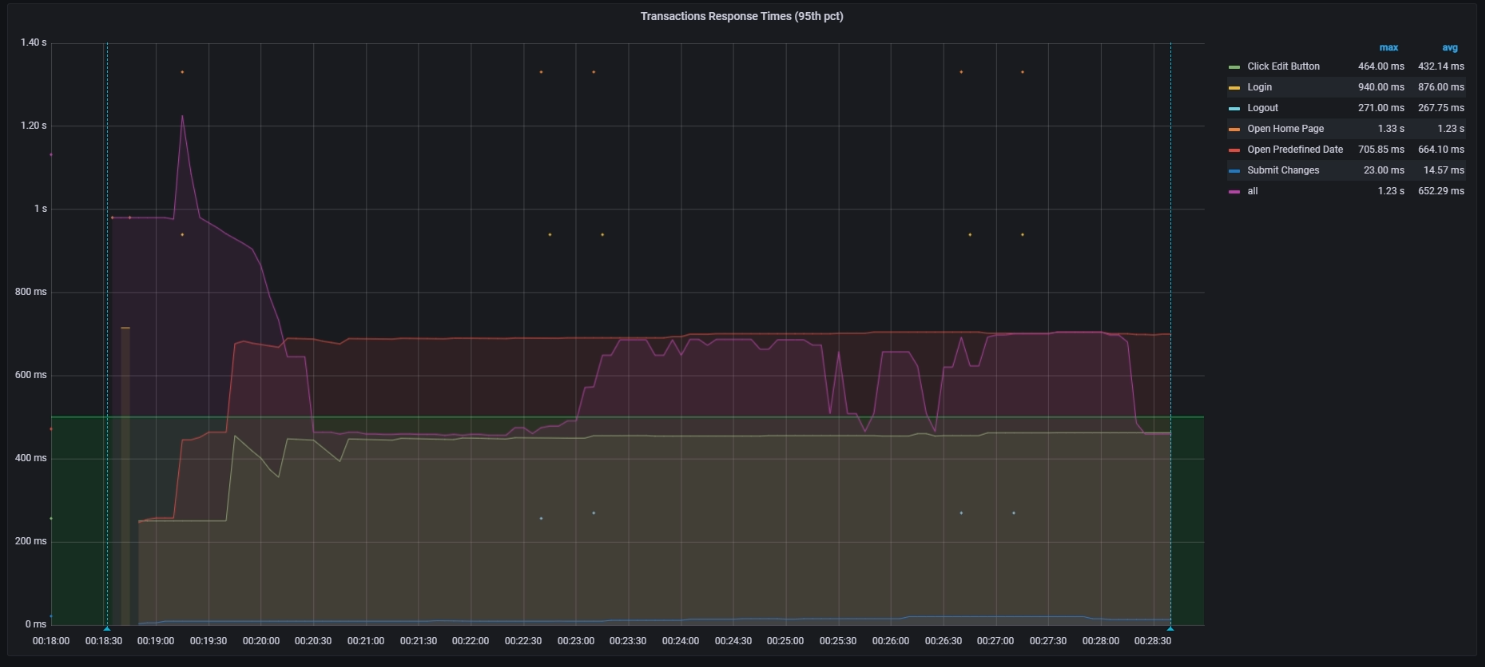 Transactions Response Times (95th pct)
1.40 s
1.20 s
1 s
800 ms
600 ms
400 ms
200 ms
0 ms
00:18:00 00:18:30 00:19:00 00:19:30 00:20:00 00:20:30 00:21:00 00:21:30 00:22:00 00:22:30 00:23:00 00:23:30 00:24:00 00:24:30 00:25:00 00:25:30 00:26:00 00:26:30 00:27:00 00:27:30 00:28:00 00:28:30
max avg
Click Edit Button 464.00 ms 432.14 ms
Login 940.00 ms 876.00 ms
Logout 271.00 ms 267.75 ms
Open Home Page 1.33 s 1.23 s
Open Predefined Date 705.85 ms 664.10 ms
Submit Changes 23.00 ms 14.57 ms
all 1.23 s 652.29 ms